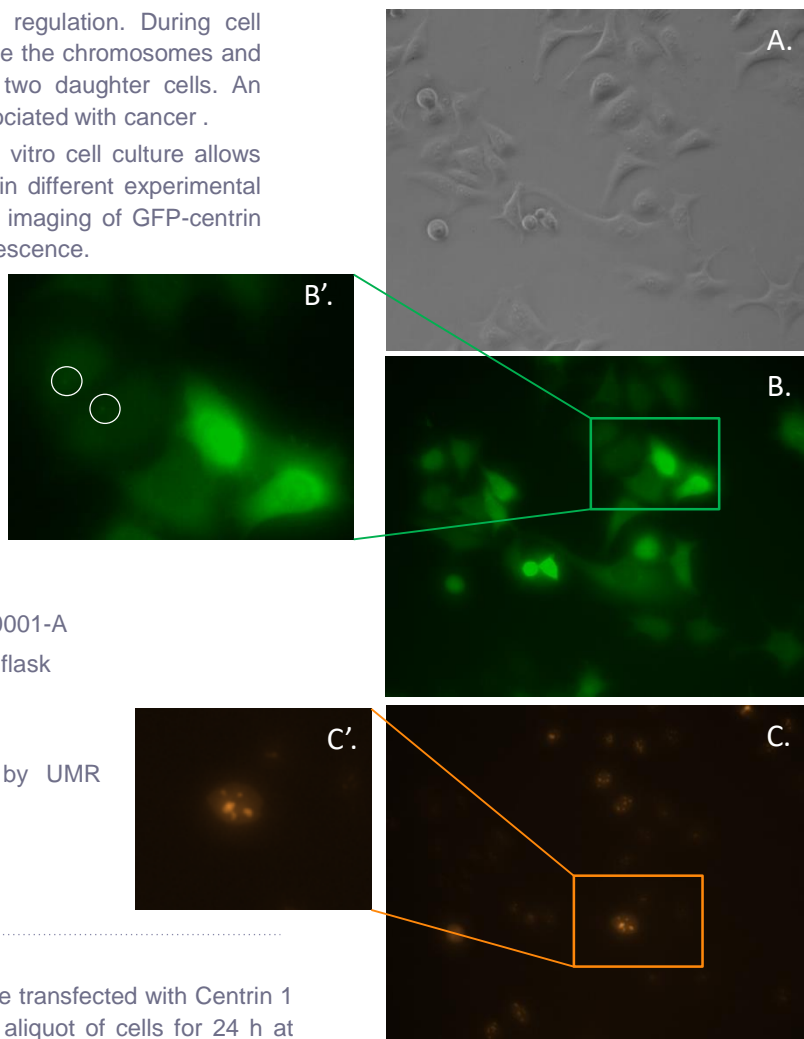 regulation. During cell
e the chromosomes and
two daughter cells. An
ociated with cancer .
vitro cell culture allows
in different experimental
imaging of GFP-centrin
escence.
A.
B'.
B.
0001-A
flask
C'.
C.
by UMR
e transfected with Centrin 1
aliquot of cells for 24 h at